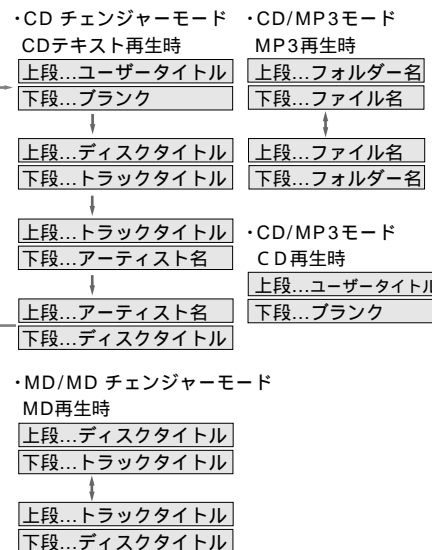 ・CD チェンジャーモード
CDテキスト再生時
上段...ユーザータイトル
下段...ブランク
上段...ディスクタイトル
下段...トラックタイトル
上段...トラックタイトル
下段...アーティスト名
上段...アーティスト名
下段...ディスクタイトル
・CD/MP3モード
MP3再生時
上段...フォルダー名
下段...ファイル名
上段...ファイル名
下段...フォルダー名
・CD/MP3モード
CD再生時
上段...ユーザータイトル
下段...ブランク
・MD/MD チェンジャーモード
MD再生時
上段...ディスクタイトル
下段...トラックタイトル
上段...トラックタイトル
下段...ディスクタイトル